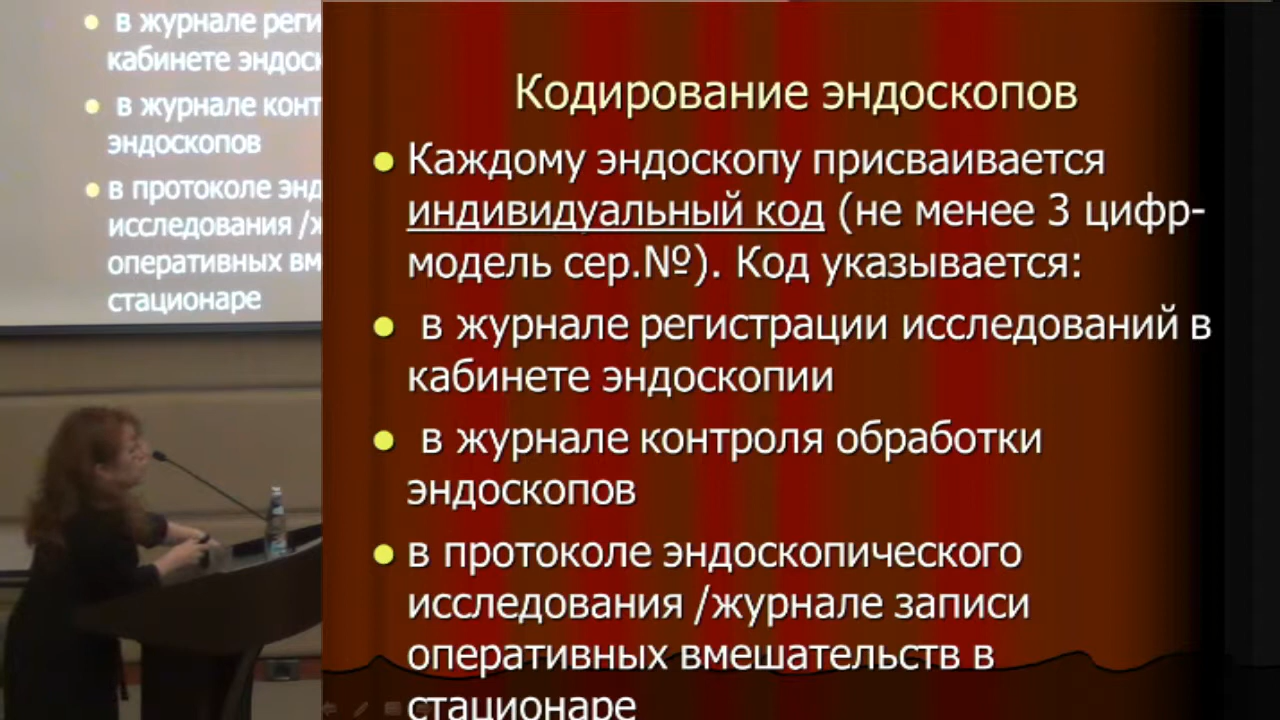 в журнале реги
кабинете эндоск
в журнале конт
эндоскопов
в протоколе энд
исследования /ж
оперативных вм
стационаре
Кодирование эндоскопов
Каждому эндоскопу присваивается
индивидуальный код (не менее 3 цифр-
модель сер.№). Код указывается:
в журнале регистрации исследований в
кабинете эндоскопии
в журнале контроля обработки
эндоскопов
в протоколе эндоскопического
исследования /журнале записи
оперативных вмешательств в
стационаре